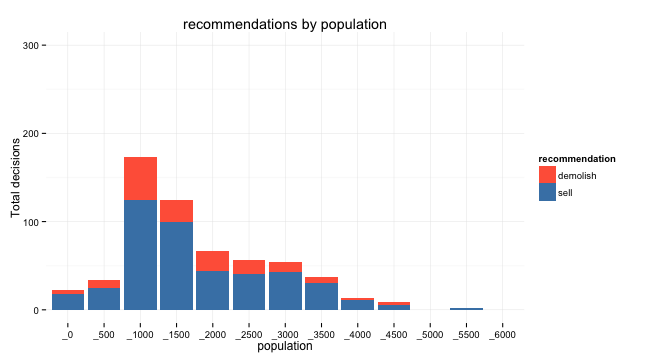 recommendations by population
300
200
100
0
Total decisions
_0 _500 _1000 _1500 _2000 _2500 _3000 _3500 _4000 _4500 _5000 _5500 _6000
population
recommendation
demolish
sell